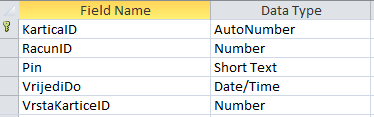 Field Name Data Type
KarticaID AutoNumber
RacunID Number
Pin Short Text
VrijediDo Date/Time
VrstaKarticeID Number